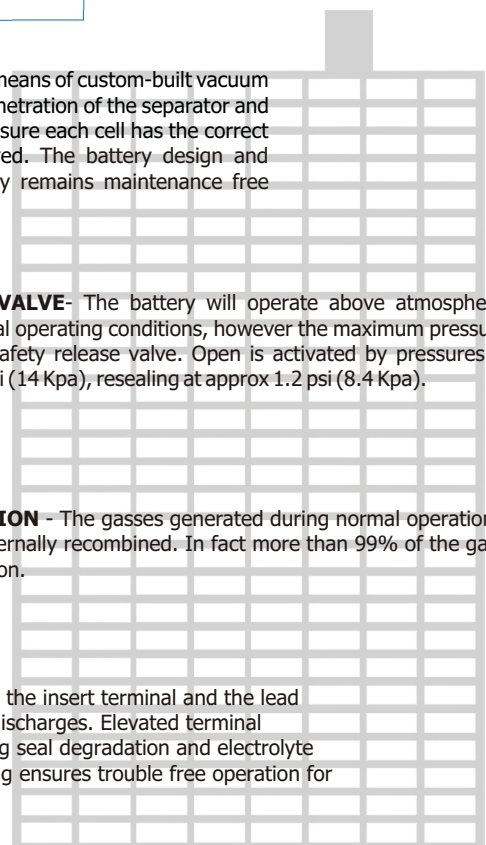 means of custom-built vacuum
netration of the separator and
sure each cell has the correct
ed. The battery design and
y remains maintenance free
VALVE- The battery will operate above atmosphe
al operating conditions, however the maximum pressu
afety release valve. Open is activated by pressures
i (14 Kpa), resealing at approx 1.2 psi (8.4 Kpa).
ION - The gasses generated during normal operation
ernally recombined. In fact more than 99% of the ga
on.
the insert terminal and the lead
ischarges. Elevated terminal
g seal degradation and electrolyte
g ensures trouble free operation for